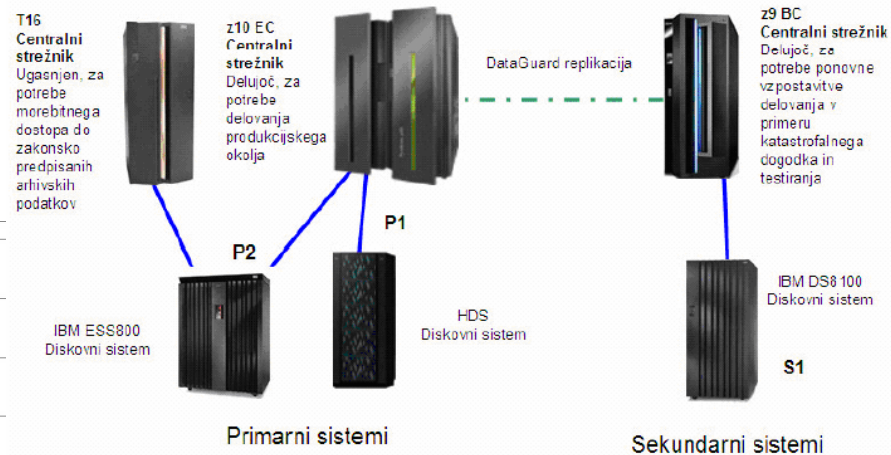 T16
Centralni
strežnik
Ugasnjen, za
potrebe
morebitnega
dostopa do
zakonsko
predpisanih
arhivskih
podatkov
z10 EC
Centralni
strežnik
Delujoč, za
potrebe
delovanja
produkcijskega
okolja
DataGuard replikacija
z9 BC
Centralni strežnik
Delujoč, za
potrebe ponovne
vzpostavitve
delovanja v
primeru
katastrofalnega
dogodka in
testiranja
P2
P1
IBM ESS800
Diskovni sistem
HDS
Diskovni sistem
IBM DS8100
Diskovni sistem
S1
Primarni sistemi
Sekundarni sistemi